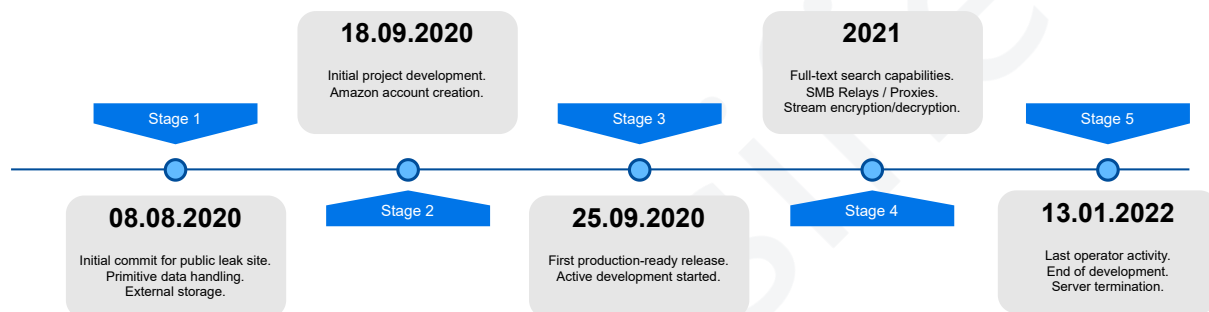 18.09.2020
Initial project development.
Amazon account creation.
2021
Full-text search capabilities.
SMB Relays / Proxies.
Stream encryption/decryption.
Stage 1
Stage 3
Stage 5
Stage 2
Stage 4
08.08.2020
Initial commit for public leak site.
Primitive data handling.
External storage.
25.09.2020
First production-ready release.
Active development started.
13.01.2022
Last operator activity.
End of development.
Server termination.